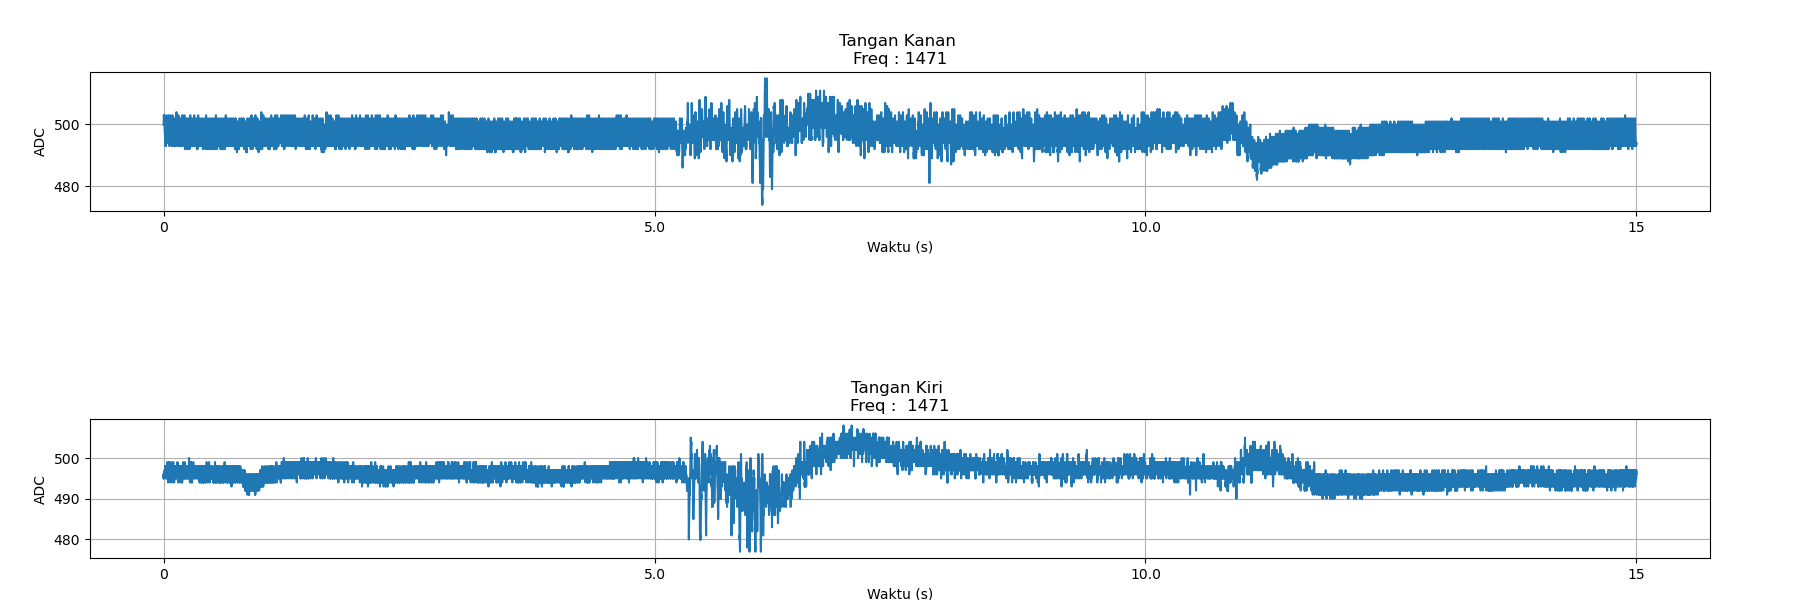 Tangan Kanan
Freq : 1471
500
480
ADC
0 5.0 10.0 15
Waktu (s)
Tangan Kiri
Freq :  1471
500
490
480
ADC
0 5.0 10.0 15
Waktu (s)